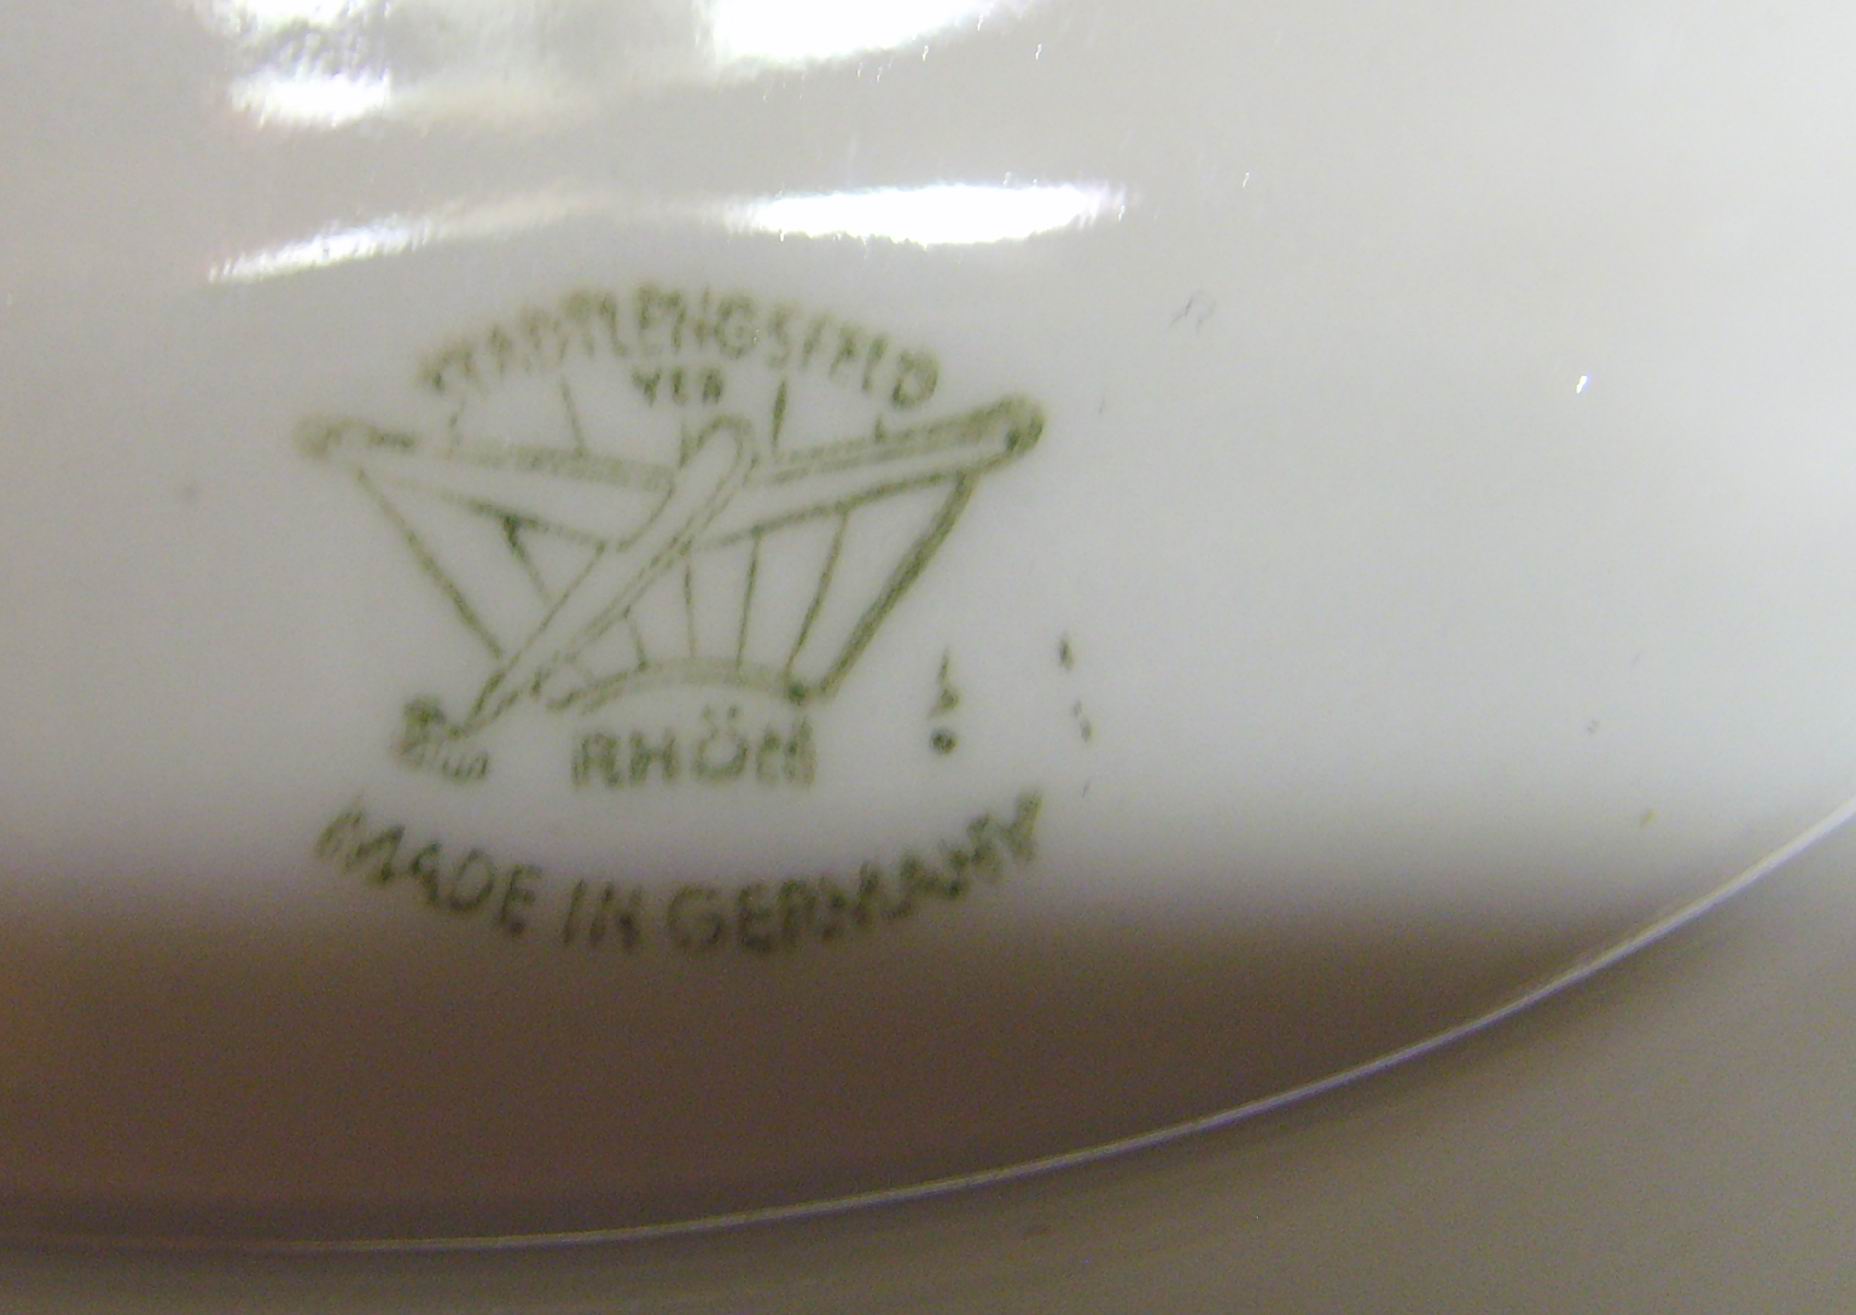 STADTLENGSFELD
VEB
RHÖN
MADE IN GERMANY